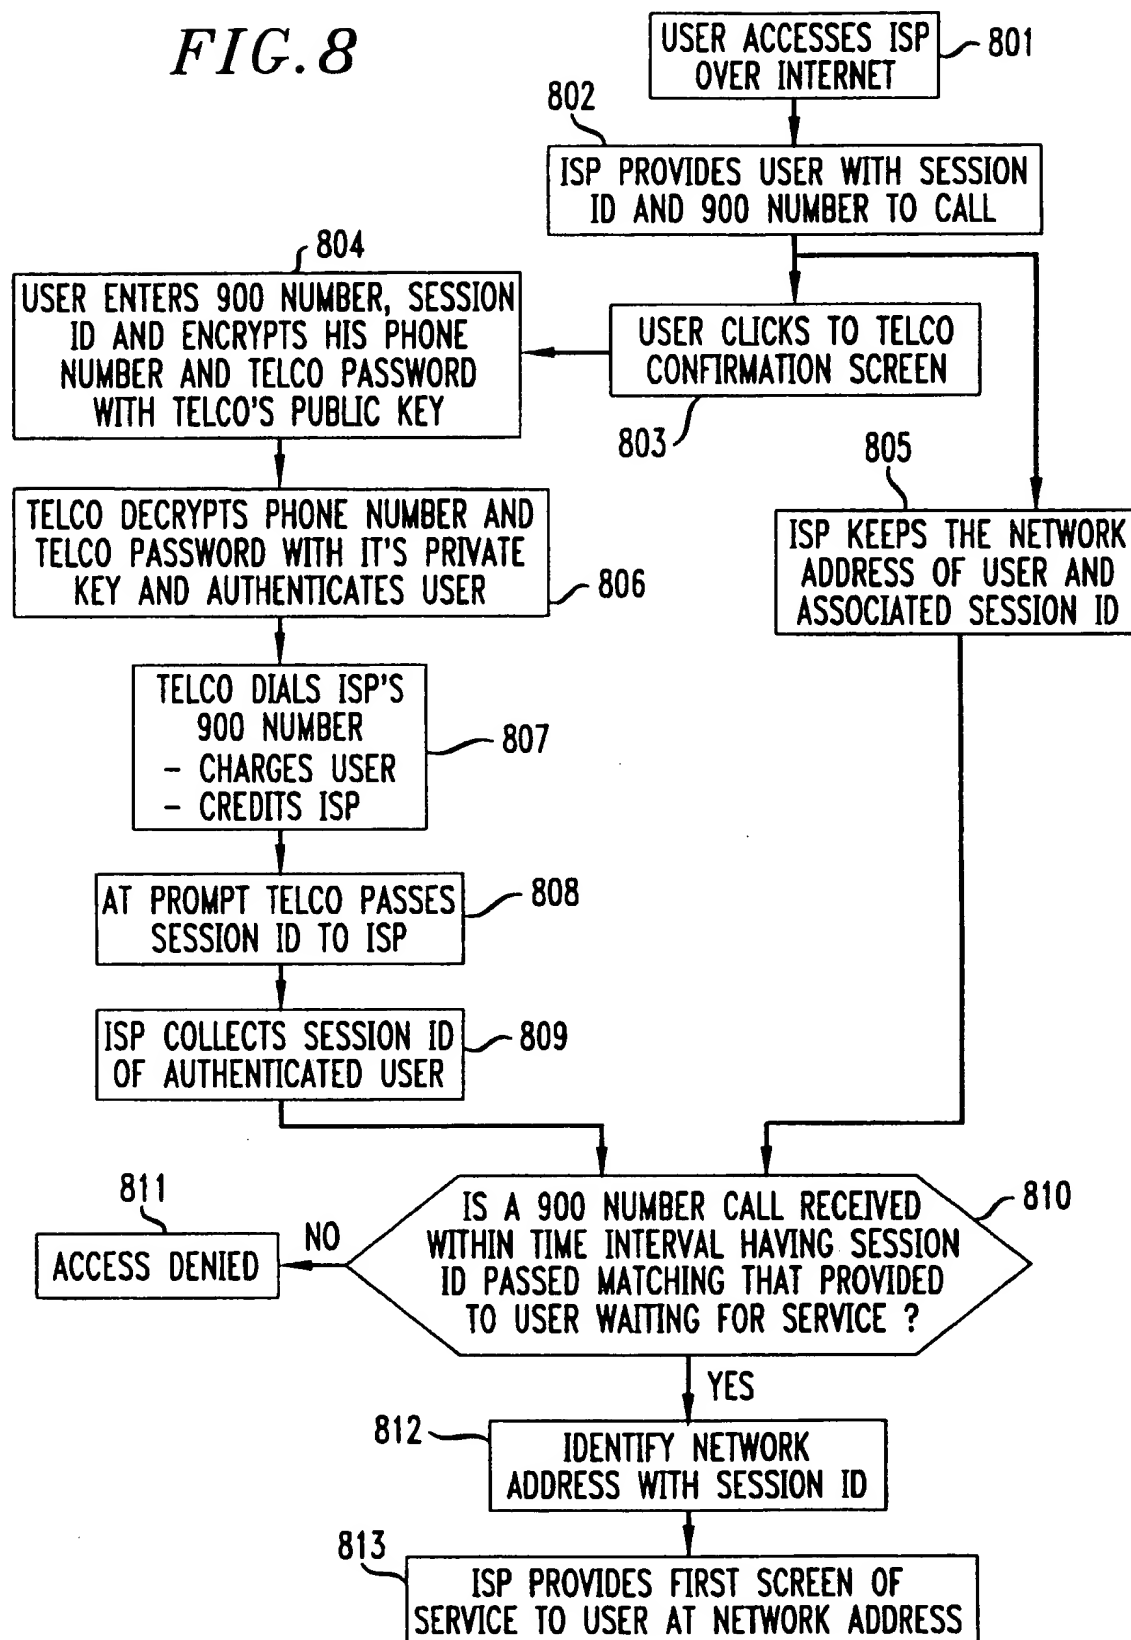 FIG. 8
USER ACCESSES ISP
OVER INTERNET
801
802
ISP PROVIDES USER WITH SESSION
ID AND 900 NUMBER TO CALL
804
USER ENTERS 900 NUMBER, SESSION
ID AND ENCRYPTS HIS PHONE
NUMBER AND TELCO PASSWORD
WITH TELCO'S PUBLIC KEY
USER CLICKS TO TELCO
CONFIRMATION SCREEN
803
805
ISP KEEPS THE NETWORK
ADDRESS OF USER AND
ASSOCIATED SESSION ID
TELCO DECRYPTS PHONE NUMBER AND
TELCO PASSWORD WITH IT'S PRIVATE
KEY AND AUTHENTICATES USER
806
TELCO DIALS ISP'S
900 NUMBER
- CHARGES USER
- CREDITS ISP
807
AT PROMPT TELCO PASSES
SESSION ID TO ISP
808
ISP COLLECTS SESSION ID
OF AUTHENTICATED USER
809
IS A 900 NUMBER CALL RECEIVED
WITHIN TIME INTERVAL HAVING SESSION
ID PASSED MATCHING THAT PROVIDED
TO USER WAITING FOR SERVICE ?
810
811
NO
ACCESS DENIED
YES
812
IDENTIFY NETWORK
ADDRESS WITH SESSION ID
813
ISP PROVIDES FIRST SCREEN OF
SERVICE TO USER AT NETWORK ADDRESS